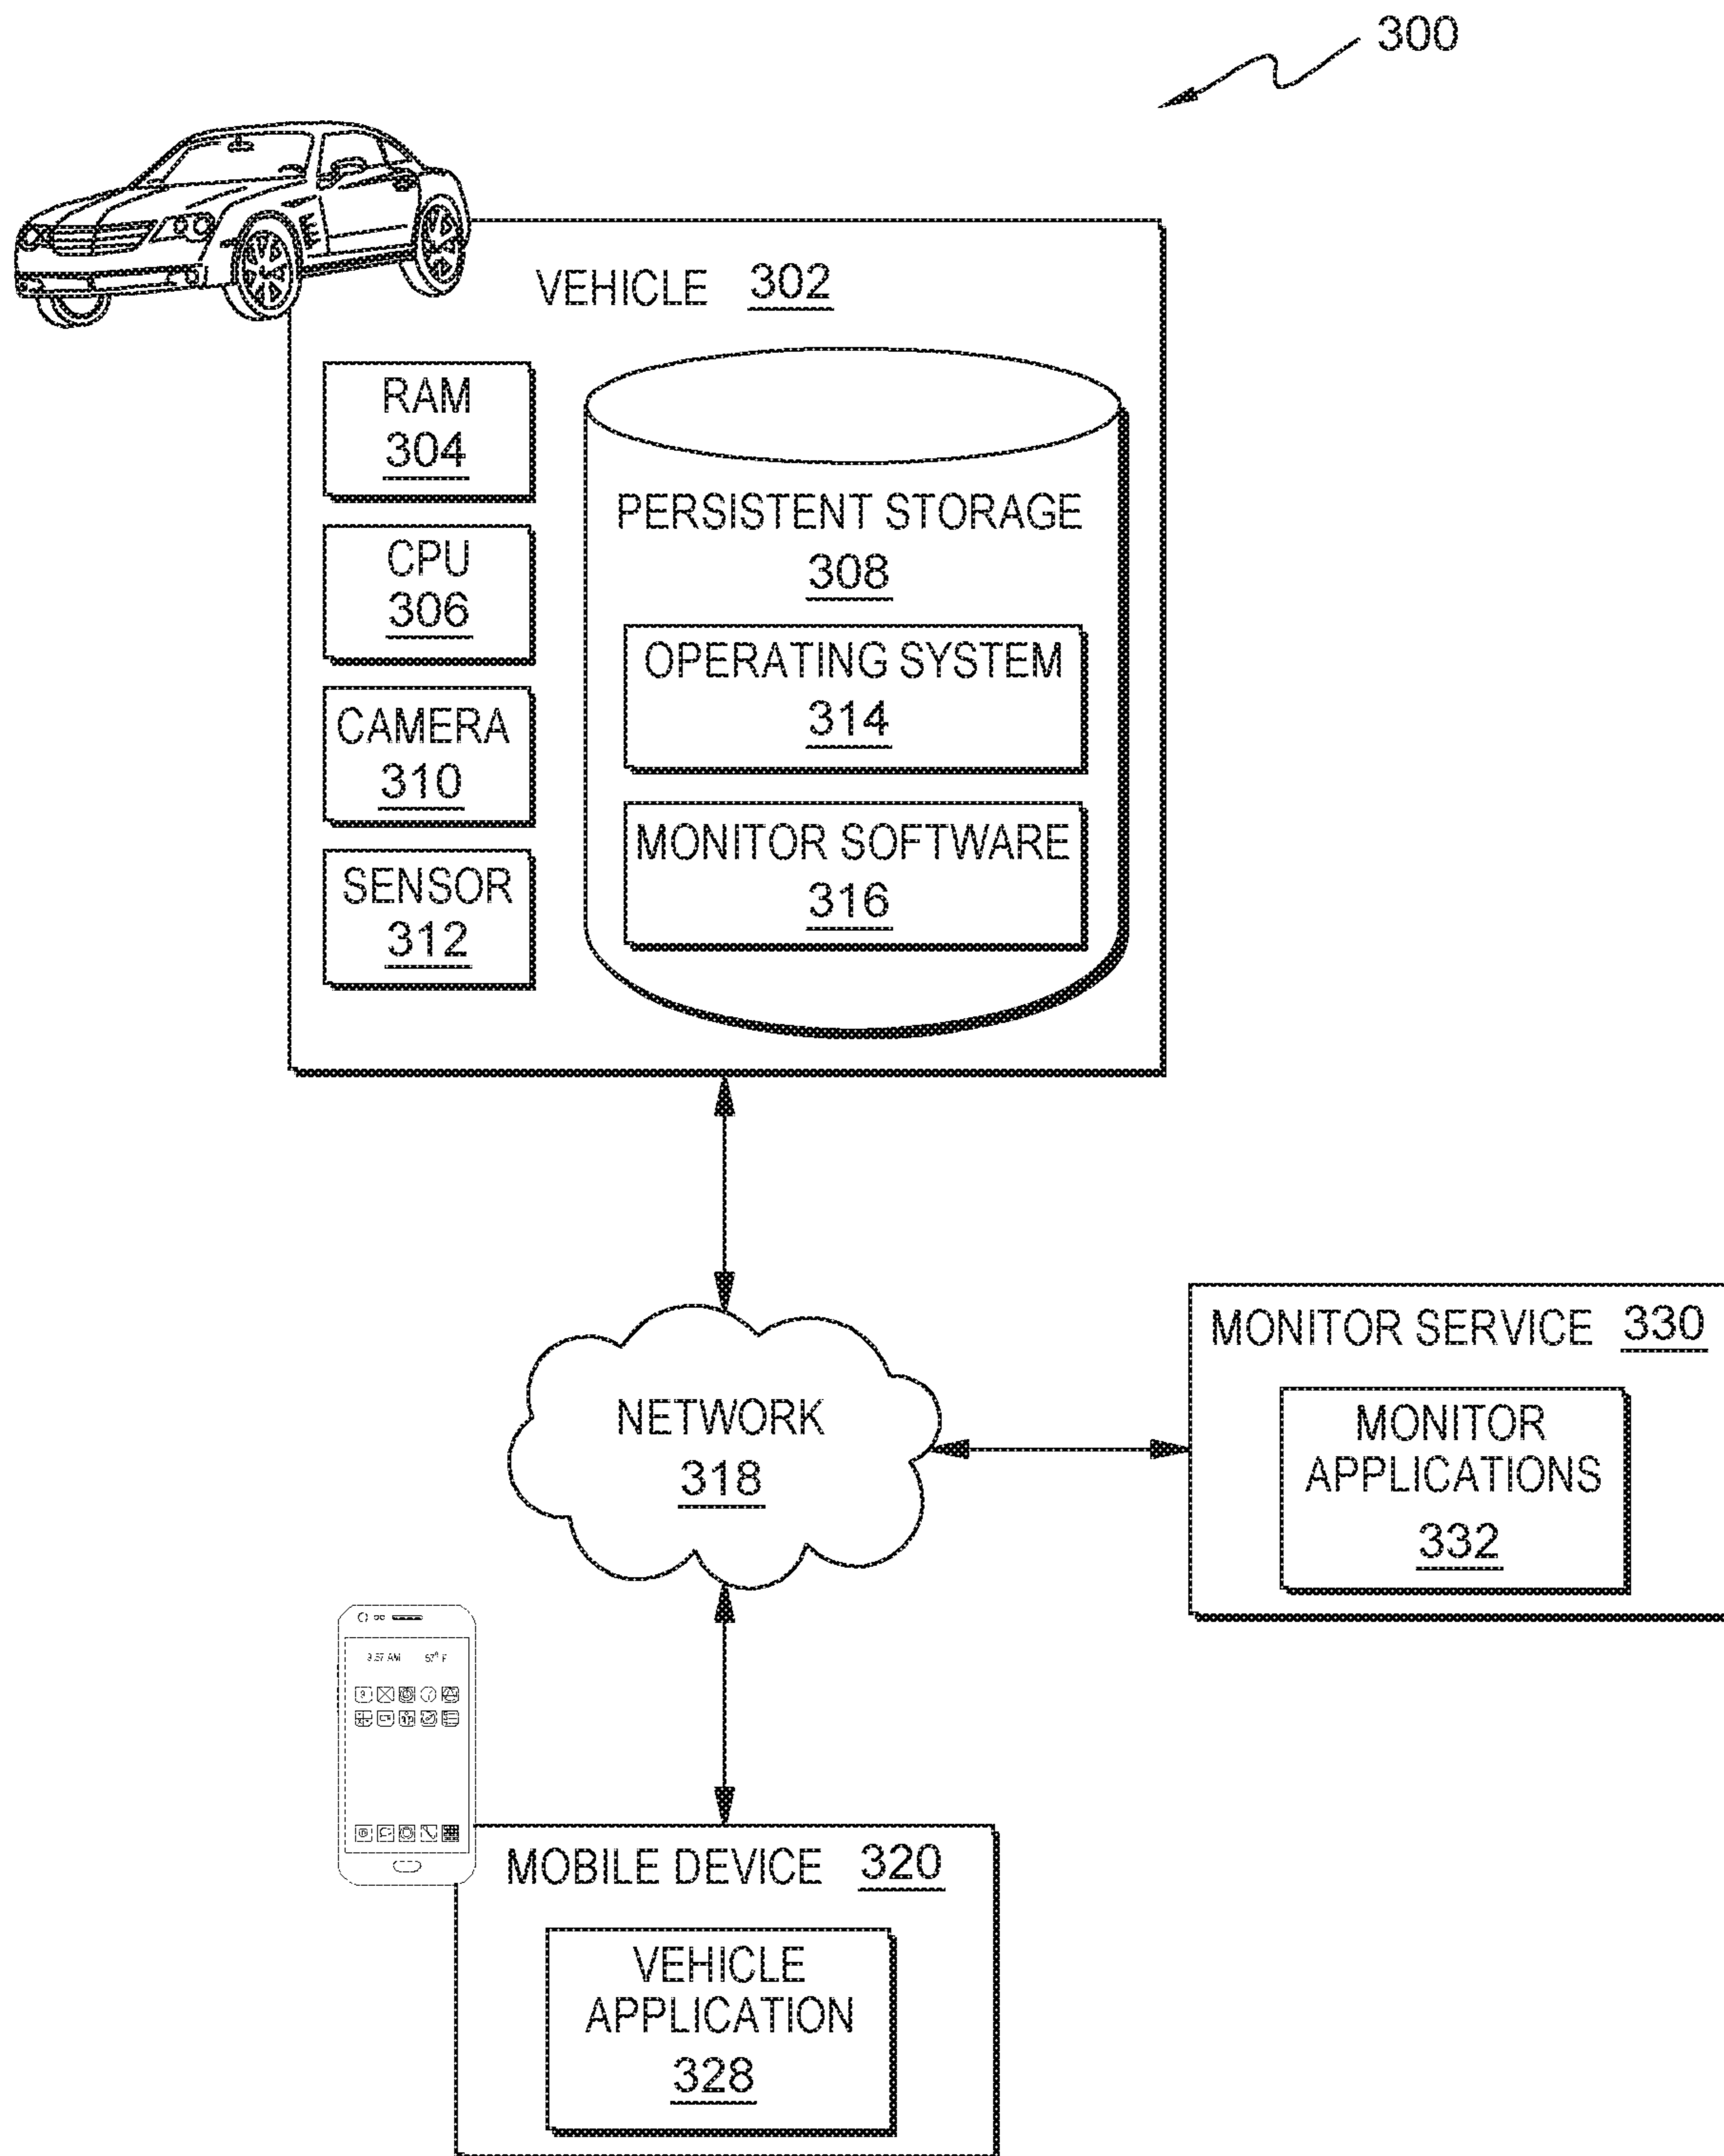 300
VEHICLE 302
RAM
304
CPU
306
CAMERA
310
SENSOR
312
PERSISTENT STORAGE
308
OPERATING SYSTEM
314
MONITOR SOFTWARE
316
NETWORK
318
MONITOR SERVICE 330
MONITOR
APPLICATIONS
332
57° F
MOBILE DEVICE 320
VEHICLE
APPLICATION
328